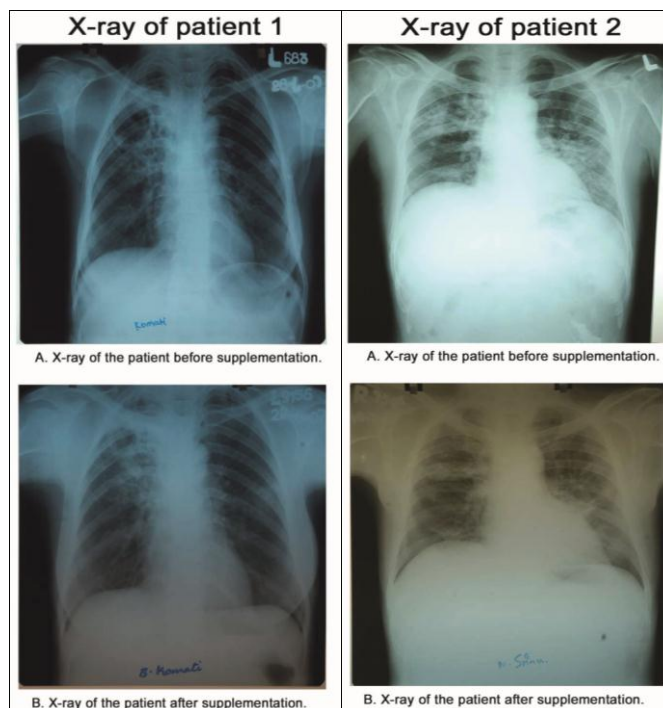 X-ray of patient 1
L
A. X-ray of the patient before supplementation.
B. Komati
B. X-ray of the patient after supplementation.
X-ray of patient 2
L
A. X-ray of the patient before supplementation.
B. X-ray of the patient after supplementation.